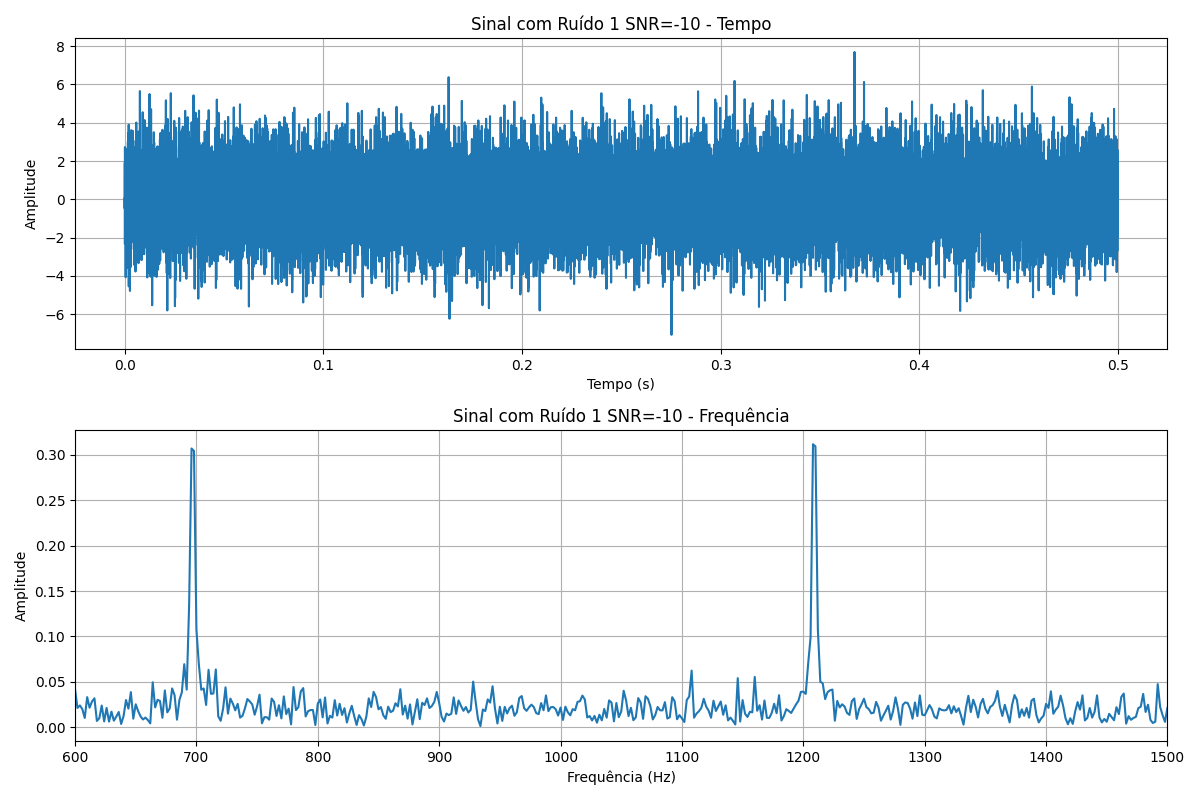 Sinal com Ruído 1 SNR=-10 - Tempo
8
6
4
2
0
−2
−4
−6
Amplitude
0.0 0.1 0.2 0.3 0.4 0.5
Tempo (s)
Sinal com Ruído 1 SNR=-10 - Frequência
0.30
0.25
0.20
0.15
0.10
0.05
0.00
Amplitude
600 700 800 900 1000 1100 1200 1300 1400 1500
Frequência (Hz)